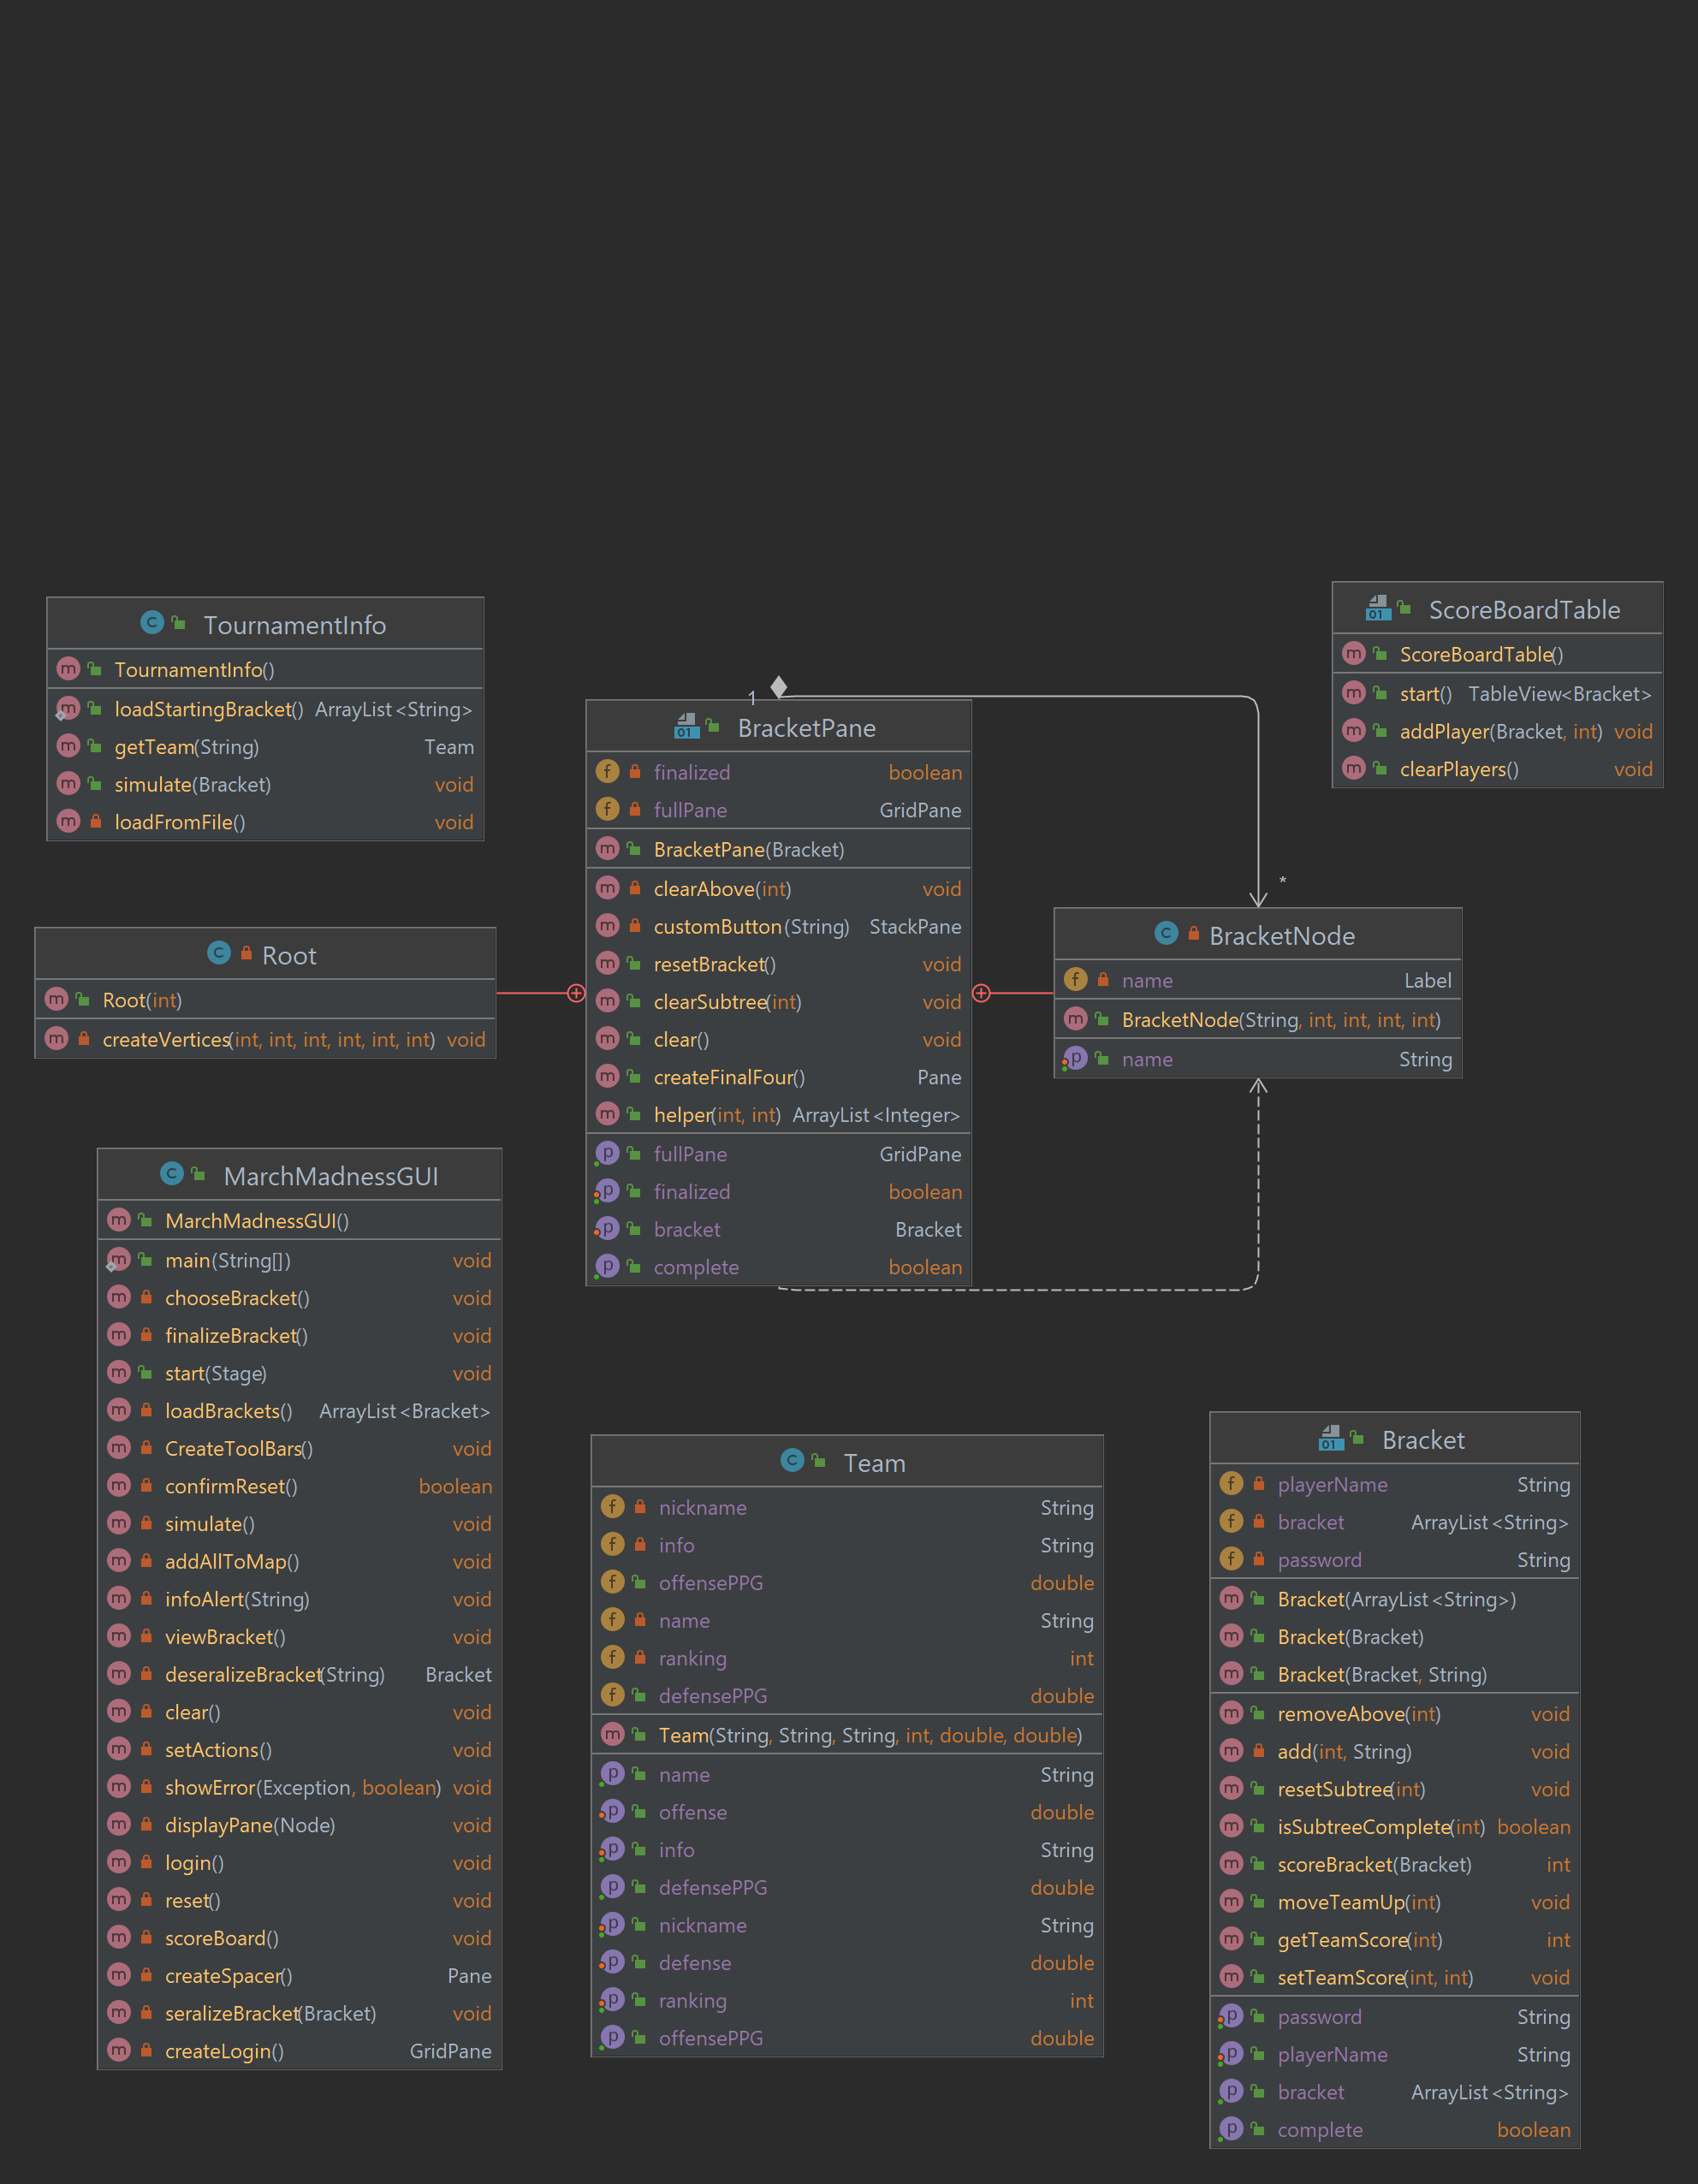 TournamentInfo
TournamentInfo()
loadStartingBracket() ArrayList<String>
getTeam(String) Team
simulate(Bracket) void
loadFromFile() void
Root
Root(int)
createVertices(int, int, int, int, int, int) void
MarchMadnessGUI
MarchMadnessGUI()
main(String[]) void
chooseBracket() void
finalizeBracket() void
start(Stage) void
loadBrackets() ArrayList<Bracket>
CreateToolBars() void
confirmReset() boolean
simulate() void
addAllToMap() void
infoAlert(String) void
viewBracket() void
deseralizeBracket(String) Bracket
clear() void
setActions() void
showError(Exception, boolean) void
displayPane(Node) void
login() void
reset() void
scoreBoard() void
createSpacer() Pane
seralizeBracket(Bracket) void
createLogin() GridPane
1
BracketPane
finalized boolean
fullPane GridPane
BracketPane(Bracket)
clearAbove(int) void
customButton(String) StackPane
resetBracket() void
clearSubtree(int) void
clear() void
createFinalFour() Pane
helper(int, int) ArrayList<Integer>
fullPane GridPane
finalized boolean
bracket Bracket
complete boolean
Team
nickname String
info String
offensePPG double
name String
ranking int
defensePPG double
Team(String, String, String, int, double, double)
name String
offense double
info String
defensePPG double
nickname String
defense double
ranking int
offensePPG double
ScoreBoardTable
ScoreBoardTable()
start() TableView<Bracket>
addPlayer(Bracket, int) void
clearPlayers() void
*
BracketNode
name Label
BracketNode(String, int, int, int, int)
name String
Bracket
playerName String
bracket ArrayList<String>
password String
Bracket(ArrayList<String>)
Bracket(Bracket)
Bracket(Bracket, String)
removeAbove(int) void
add(int, String) void
resetSubtree(int) void
isSubtreeComplete(int) boolean
scoreBracket(Bracket) int
moveTeamUp(int) void
getTeamScore(int) int
setTeamScore(int, int) void
password String
playerName String
bracket ArrayList<String>
complete boolean